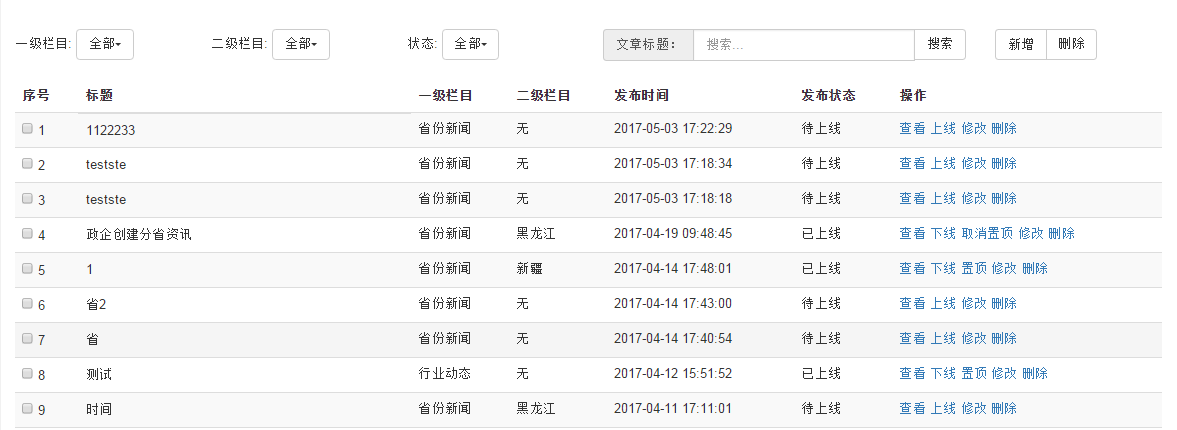 一级栏目: 全部 二级栏目: 全部 状态: 全部 文章标题： 搜索... 搜索 新增 删除
序号 标题 一级栏目 二级栏目 发布时间 发布状态 操作
1 1122233 省份新闻 无 2017-05-03 17:22:29 待上线 查看 上线 修改 删除
2 testste 省份新闻 无 2017-05-03 17:18:34 待上线 查看 上线 修改 删除
3 testste 省份新闻 无 2017-05-03 17:18:18 待上线 查看 上线 修改 删除
4 政企创建分省资讯 省份新闻 黑龙江 2017-04-19 09:48:45 已上线 查看 下线 取消置顶 修改 删除
5 1 省份新闻 新疆 2017-04-14 17:48:01 已上线 查看 下线 置顶 修改 删除
6 省2 省份新闻 无 2017-04-14 17:43:00 待上线 查看 上线 修改 删除
7 省 省份新闻 无 2017-04-14 17:40:54 待上线 查看 上线 修改 删除
8 测试 行业动态 无 2017-04-12 15:51:52 已上线 查看 下线 置顶 修改 删除
9 时间 省份新闻 黑龙江 2017-04-11 17:11:01 待上线 查看 上线 修改 删除